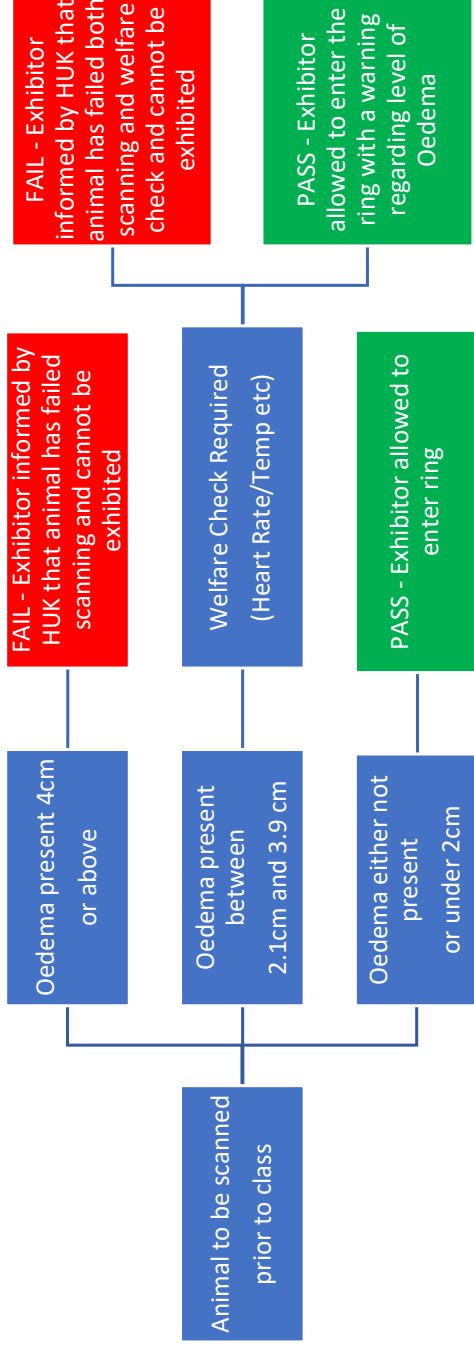 Animal to be scanned
prior to class
Oedema present 4cm
or above
FAIL - Exhibitor informed by
HUK that animal has failed
scanning and cannot be
exhibited
Oedema present
between
2.1cm and 3.9 cm
Welfare Check Required
(Heart Rate/Temp etc)
FAIL - Exhibitor
informed by HUK that
animal has failed both
scanning and welfare
check and cannot be
exhibited
PASS - Exhibitor
allowed to enter the
ring with a warning
regarding level of
Oedema
Oedema either not
present
or under 2cm
PASS - Exhibitor allowed to
enter ring